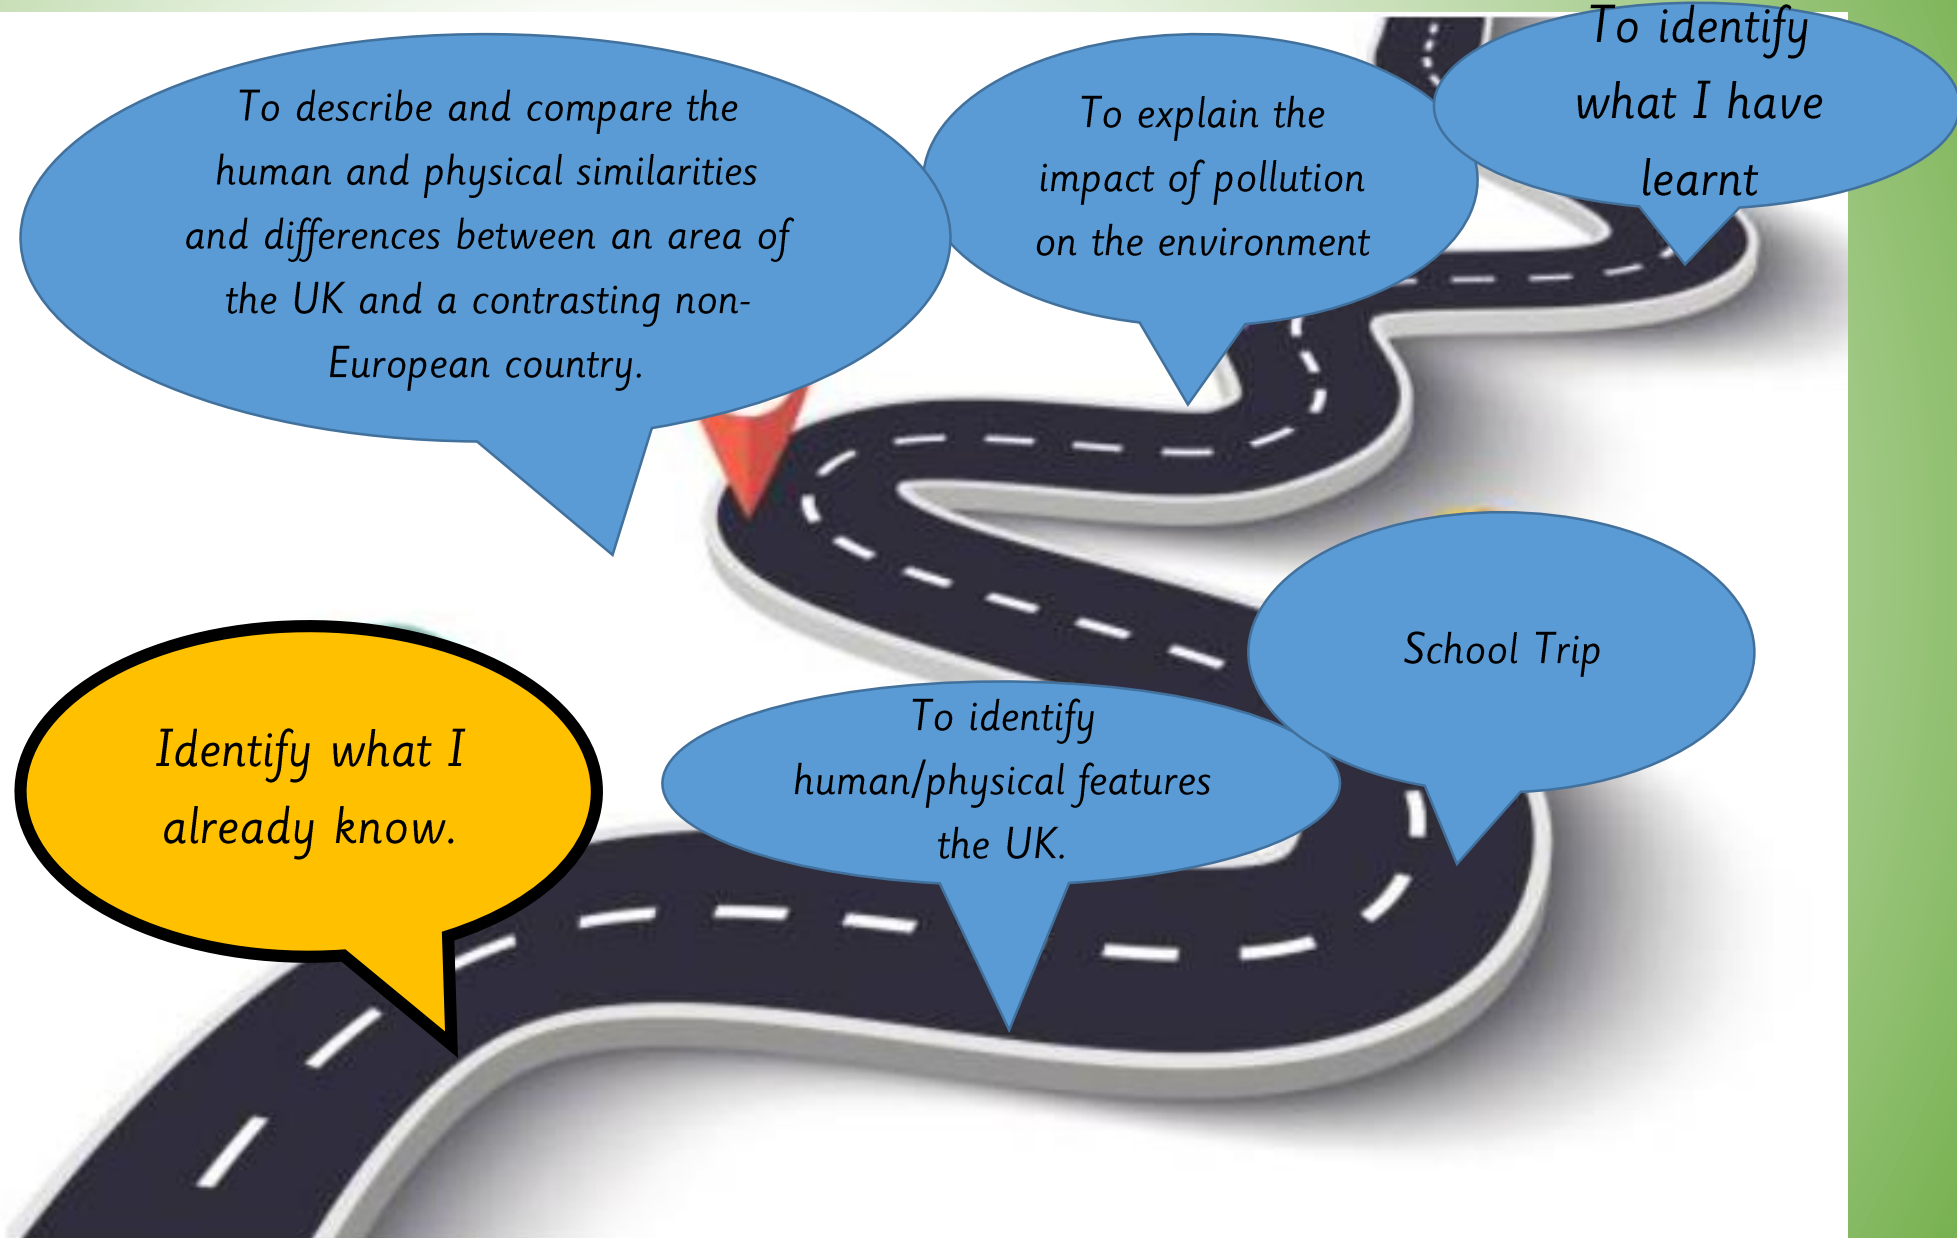 To describe and compare the
human and physical similarities
and differences between an area of
the UK and a contrasting non-
European country.
To explain the
impact of pollution
on the environment
To identify
what I have
learnt
School Trip
Identify what I
already know.
To identify
human/physical features
the UK.